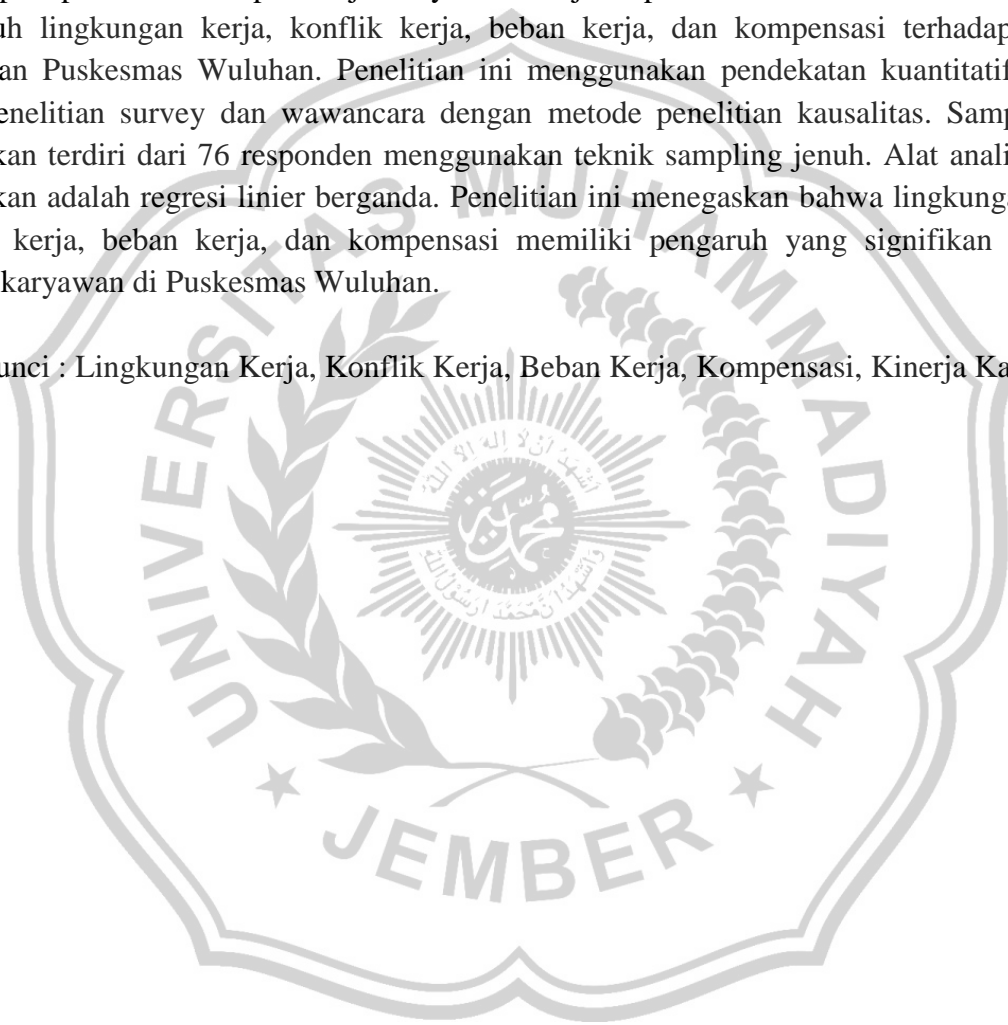 uh lingkungan kerja, konflik kerja, beban kerja, dan kompensasi terhadap
an Puskesmas Wuluhan. Penelitian ini menggunakan pendekatan kuantitatif
enelitian survey dan wawancara dengan metode penelitian kausalitas. Samp
kan terdiri dari 76 responden menggunakan teknik sampling jenuh. Alat anali
kan adalah regresi linier berganda. Penelitian ini menegaskan bahwa lingkunga
kerja, beban kerja, dan kompensasi memiliki pengaruh yang signifikan
karyawan di Puskesmas Wuluhan.
unci : Lingkungan Kerja, Konflik Kerja, Beban Kerja, Kompensasi, Kinerja Ka
UNIVERSITAS MUHAMMADIYAH
JEMBER